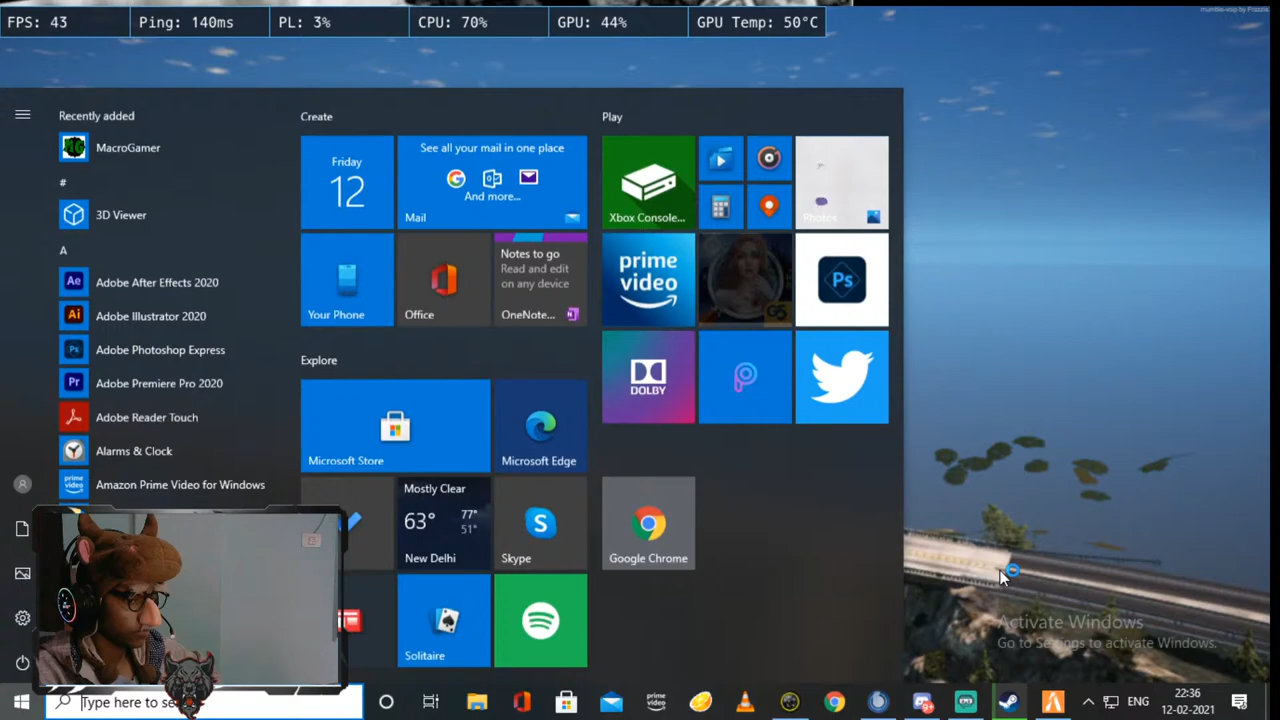 FPS: 43 Ping: 140ms PL: 3% CPU: 70% GPU: 44% GPU Temp: 50°C
mumble-voip by Frazzle
Recently added
MacroGamer
#
3D Viewer
A
Adobe After Effects 2020
Adobe Illustrator 2020
Adobe Photoshop Express
Adobe Premiere Pro 2020
Adobe Reader Touch
Alarms & Clock
Amazon Prime Video for Windows
Create
Friday
12
See all your mail in one place
And more...
Mail
Your Phone
Office
Notes to go
Read and edit
on any device
OneNote...
Explore
Microsoft Store
Microsoft Edge
Mostly Clear
63° 77°
51°
New Delhi
Skype
Solitaire
Play
Xbox Console...
Photos
prime
video
G5
Ps
DOLBY
Google Chrome
Activate Windows
Go to Settings to activate Windows.
Type here to se
ENG
22:36
12-02-2021